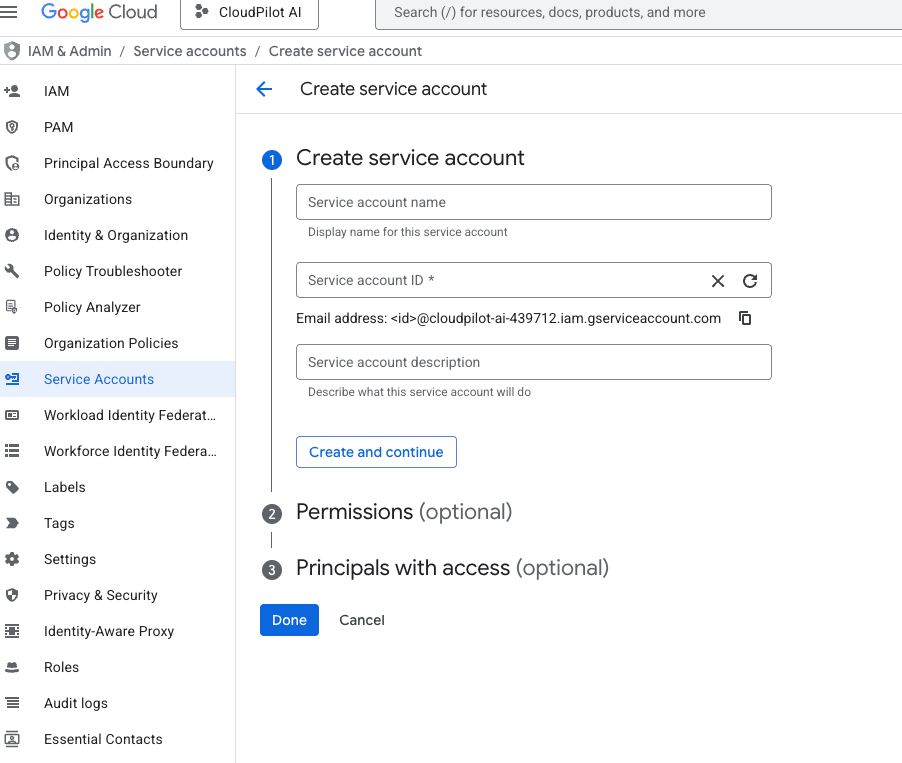 Google Cloud
CloudPilot AI
Search (/) for resources, docs, products, and more
IAM & Admin / Service accounts / Create service account
IAM
PAM
Principal Access Boundary
Organizations
Identity & Organization
Policy Troubleshooter
Policy Analyzer
Organization Policies
Service Accounts
Workload Identity Federat...
Workforce Identity Federa...
Labels
Tags
Settings
Privacy & Security
Identity-Aware Proxy
Roles
Audit logs
Essential Contacts
Create service account
1 Create service account
Service account name
Display name for this service account
Service account ID *
Email address: <id>@cloudpilot-ai-439712.iam.gserviceaccount.com
Service account description
Describe what this service account will do
Create and continue
2 Permissions (optional)
3 Principals with access (optional)
Done Cancel